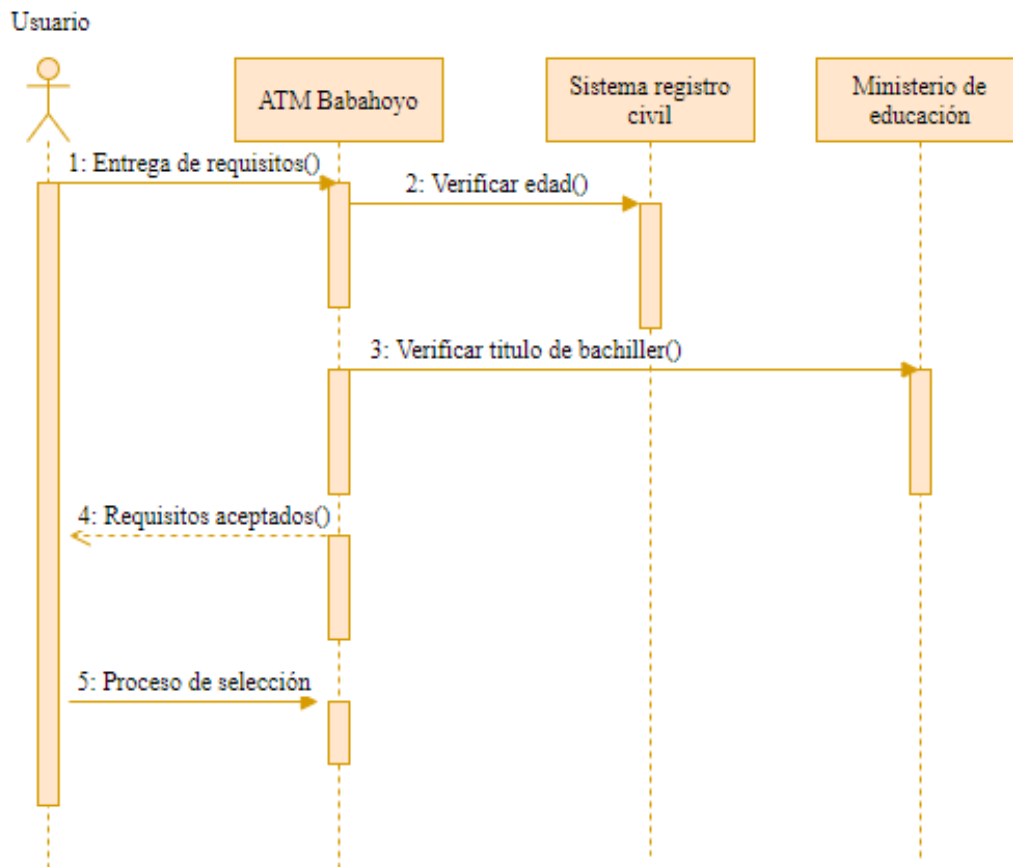 Usuario
ATM Babahoyo
Sistema registro
civil
Ministerio de
educación
1: Entrega de requisitos()
2: Verificar edad()
3: Verificar titulo de bachiller()
4: Requisitos aceptados()
5: Proceso de selección